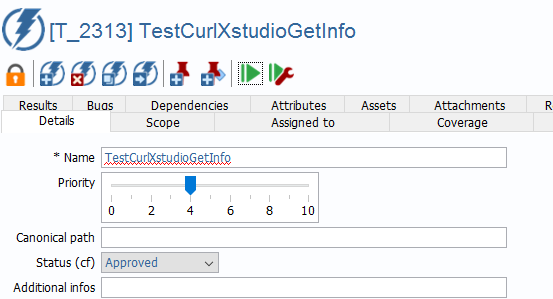 [T_2313] TestCurlXstudioGetInfo
Results Bugs Dependencies Attributes Assets Attachments R
Details Scope Assigned to Coverage
* Name TestCurlXstudioGetInfo
Priority
0 2 4 6 8 10
Canonical path
Status (cf) Approved
Additional infos